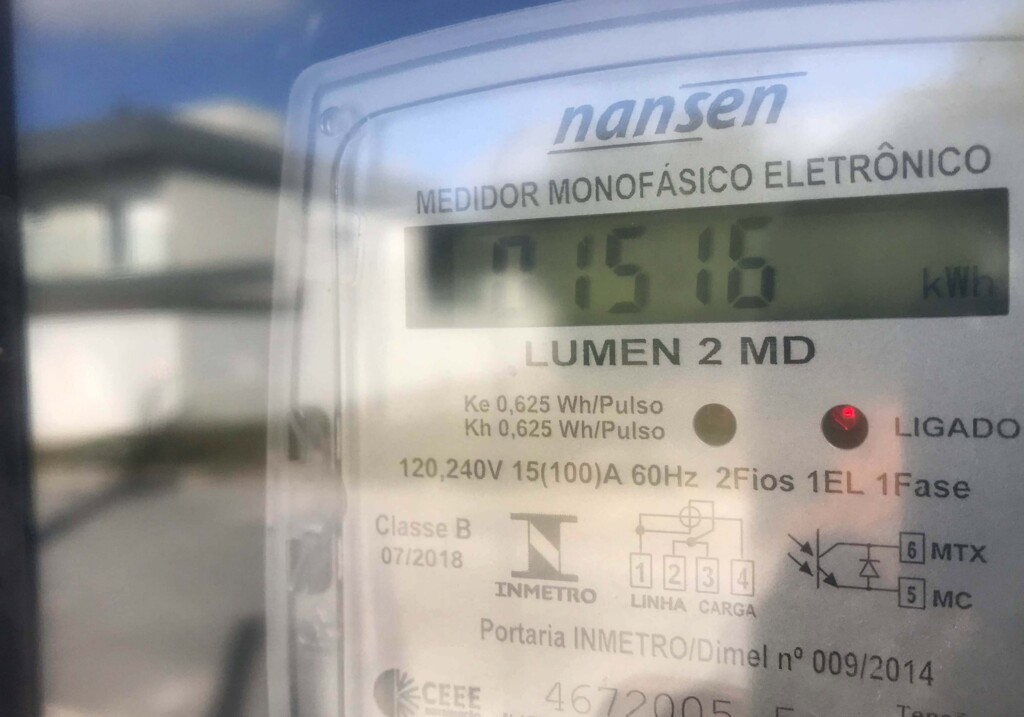 nansen
MEDIDOR MONOFÁSICO ELETRÔNICO
1516 kWh
LUMEN 2 MD
Ke 0,625 Wh/Pulso
Kh 0,625 Wh/Pulso
LIGADO
120,240V 15(100)A 60Hz 2Fios 1EL 1Fase
Classe B
07/2018
INMETRO
1 2 3 4
LINHA CARGA
6 MTX
5 MC
Portaria INMETRO/Dimel nº 009/2014
CEEE
4672005